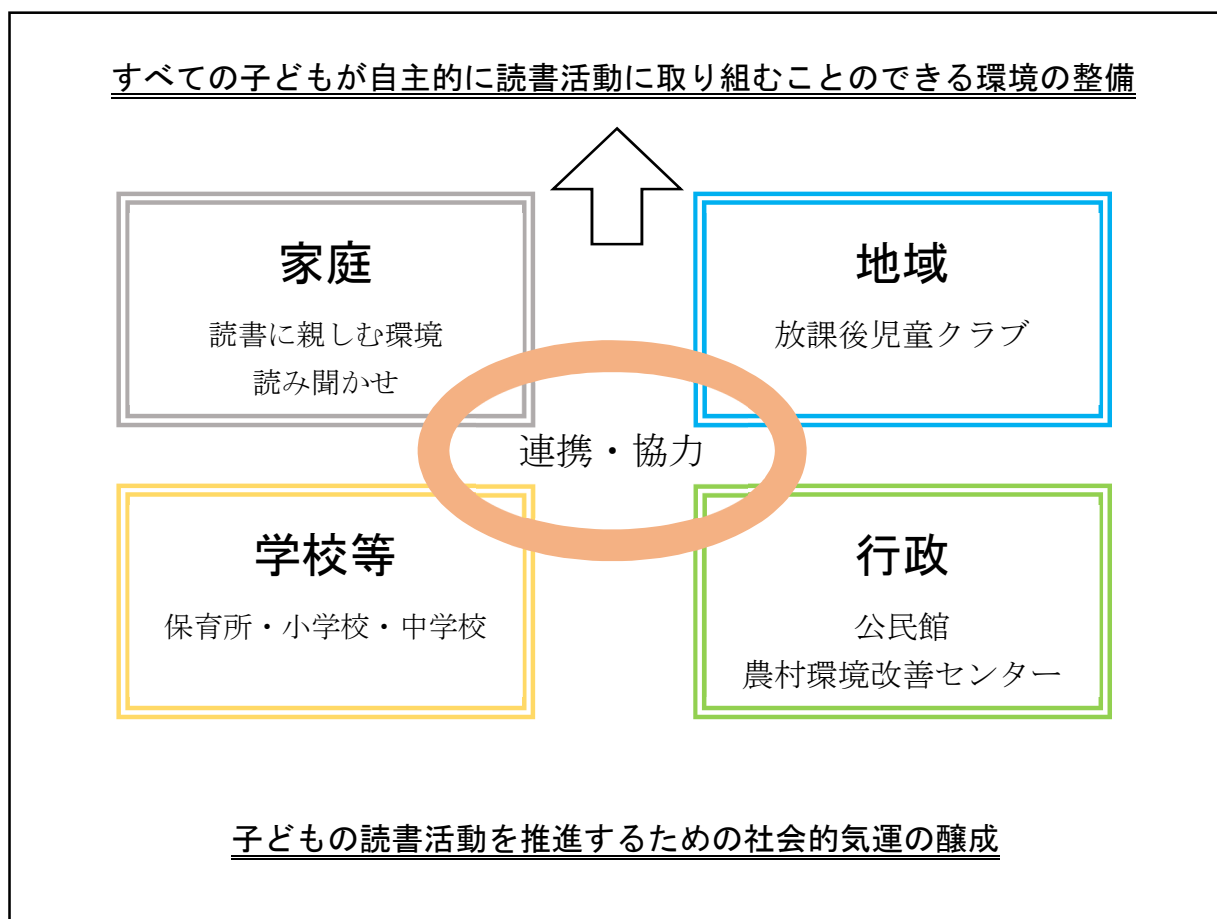 すべての子どもが自主的に読書活動に取り組むことのできる環境の整備
家庭
読書に親しむ環境
読み聞かせ
地域
放課後児童クラブ
連携・協力
学校等
保育所・小学校・中学校
行政
公民館
農村環境改善センター
子どもの読書活動を推進するための社会的気運の醸成